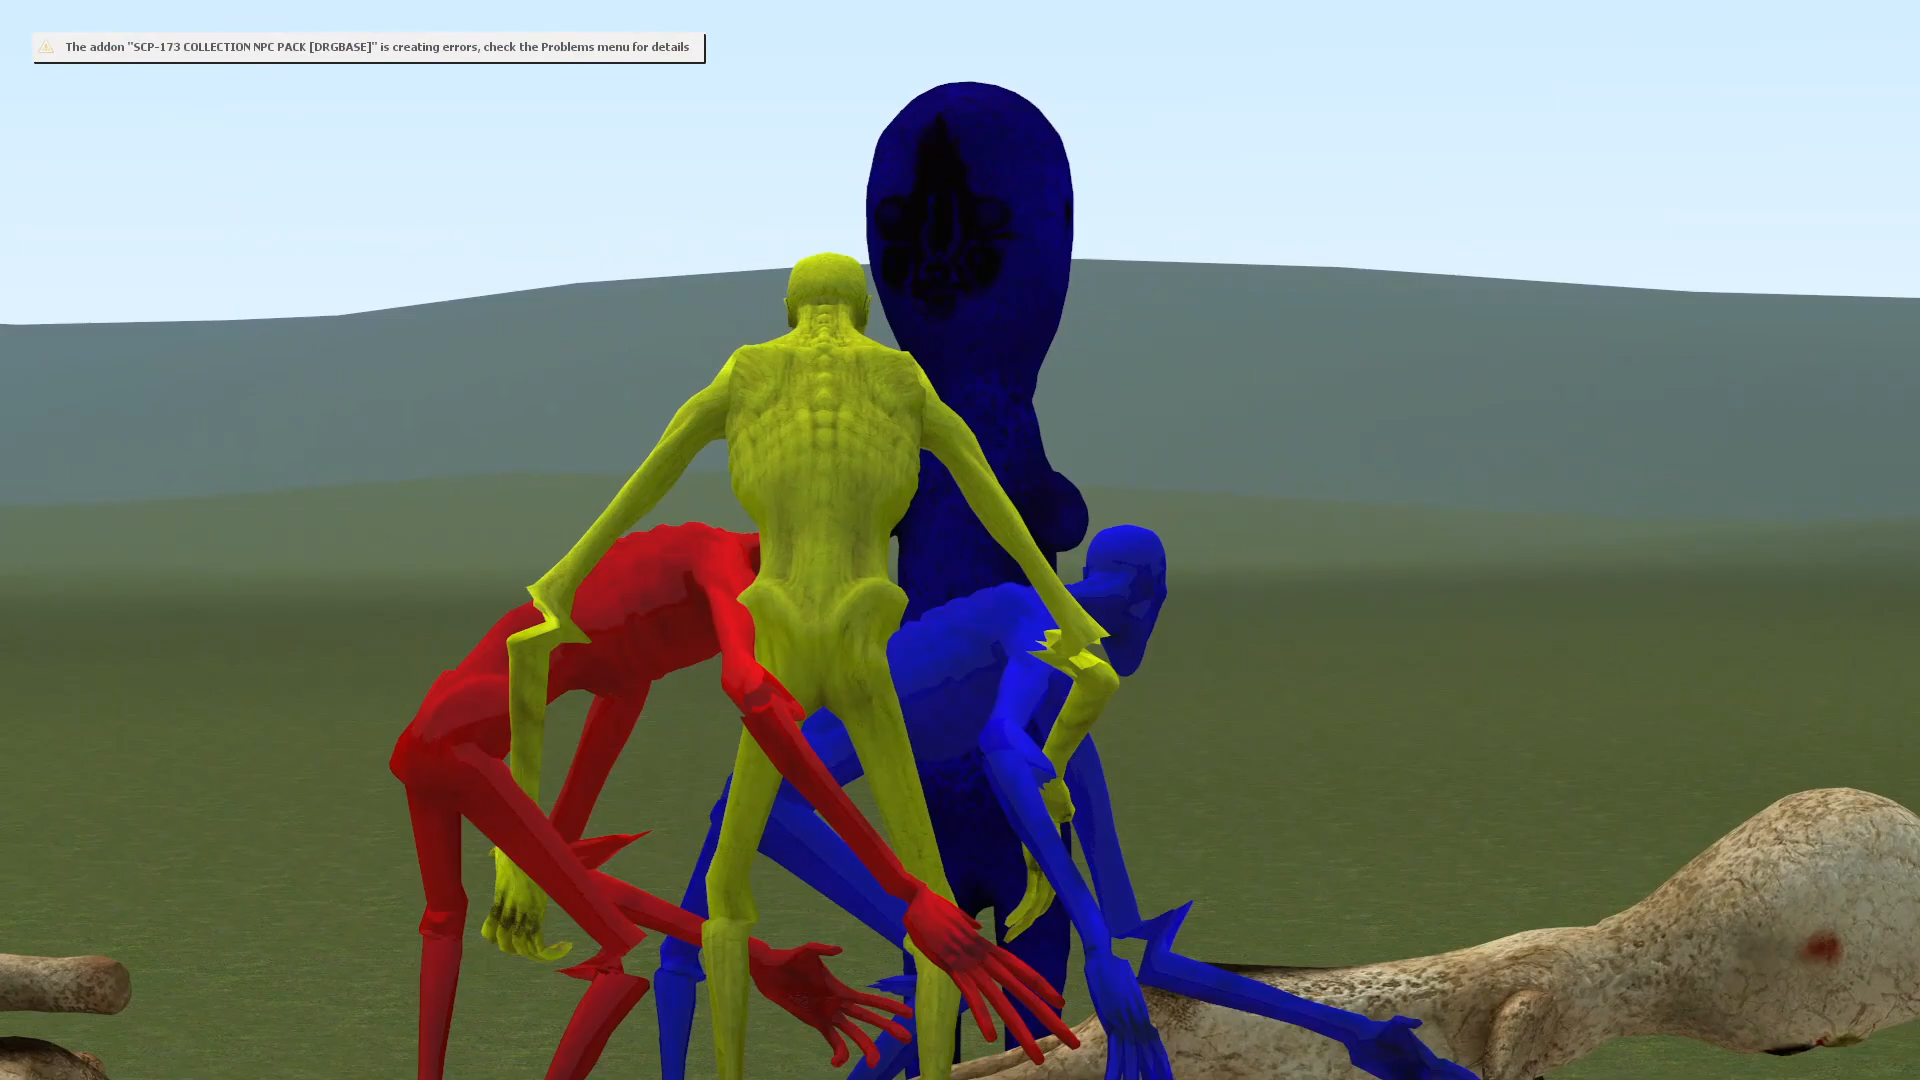 The addon "SCP-173 COLLECTION NPC PACK [DRGBASE]" is creating errors, check the Problems menu for details